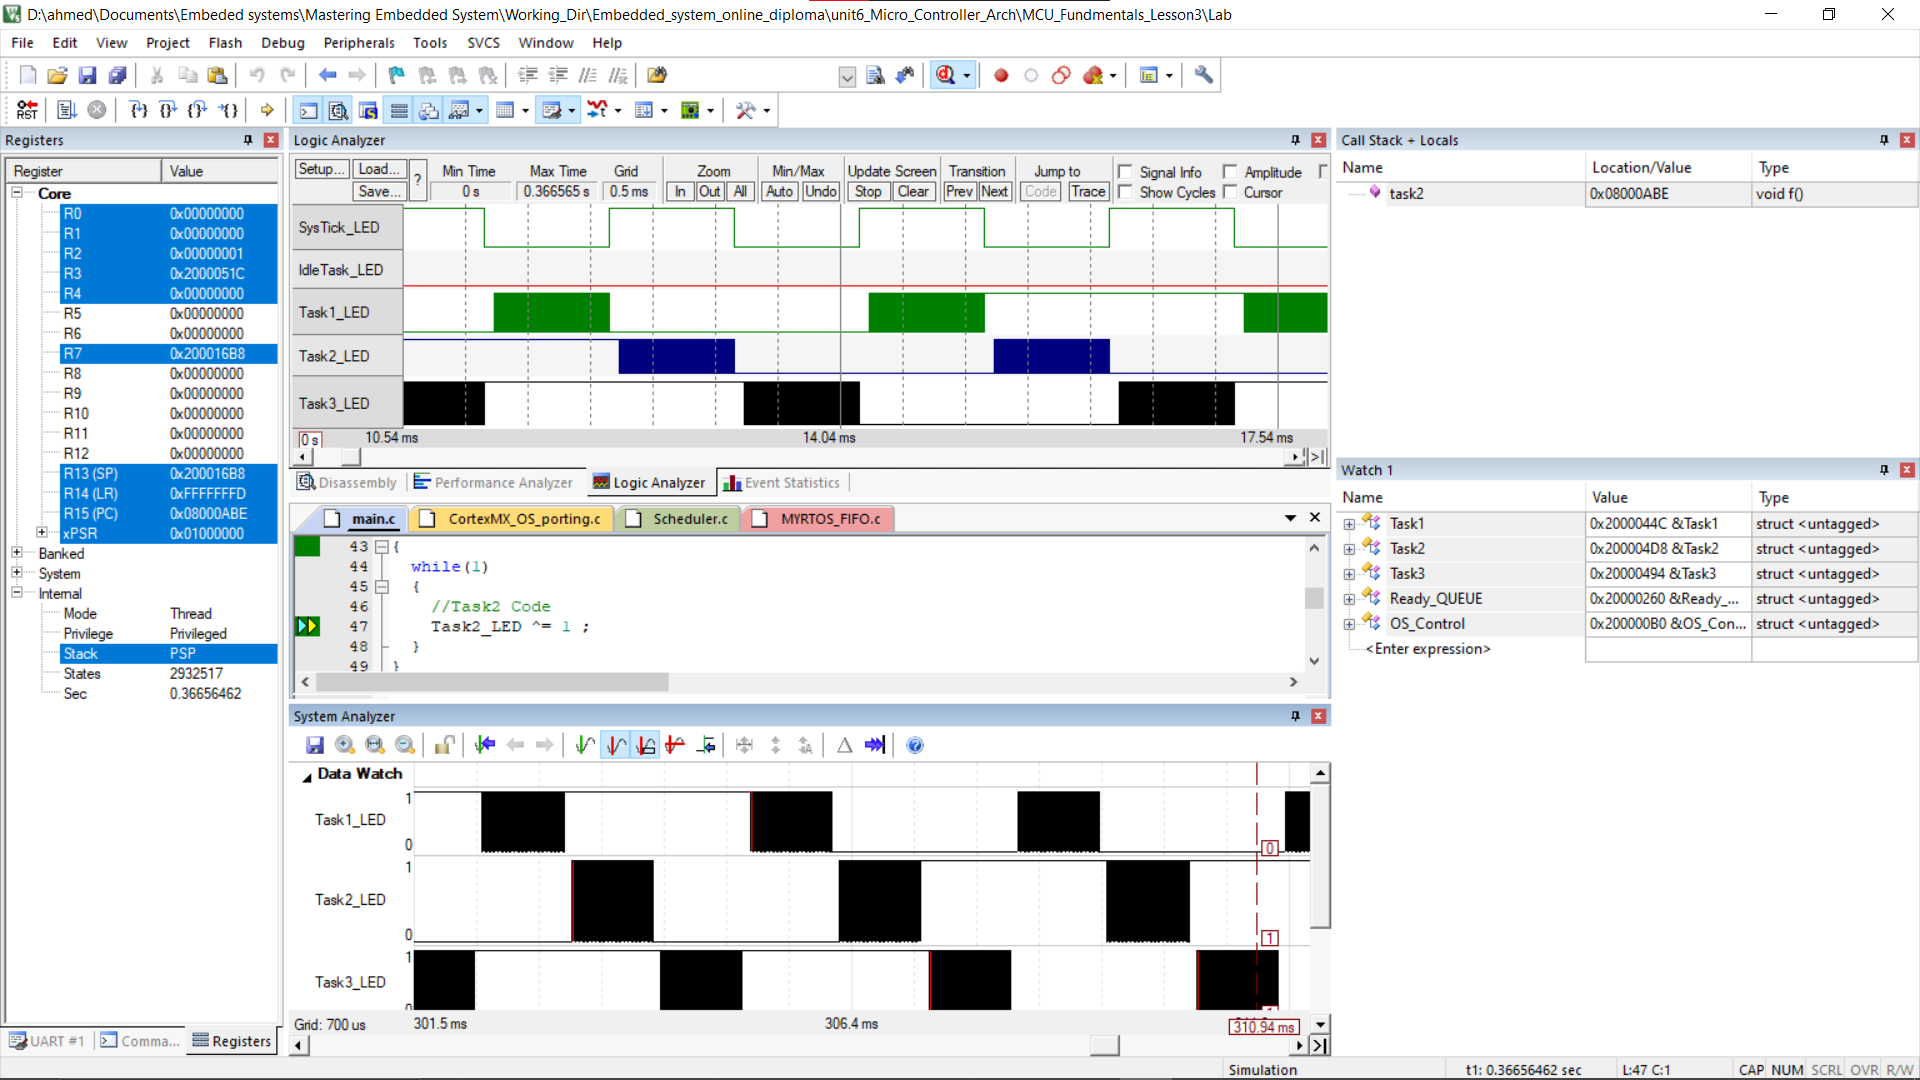 D:\ahmed\Documents\Embeded systems\Mastering Embedded System\Working_Dir\Embedded_system_online_diploma\unit6_Micro_Controller_Arch\MCU_Fundmentals_Lesson3\Lab
File Edit View Project Flash Debug Peripherals Tools SVCS Window Help
RST
Registers
Register Value
Core
R0 0x00000000
R1 0x00000000
R2 0x00000001
R3 0x2000051C
R4 0x00000000
R5 0x00000000
R6 0x00000000
R7 0x200016B8
R8 0x00000000
R9 0x00000000
R10 0x00000000
R11 0x00000000
R12 0x00000000
R13 (SP) 0x200016B8
R14 (LR) 0xFFFFFFFD
R15 (PC) 0x08000ABE
xPSR 0x01000000
Banked
System
Internal
Mode Thread
Privilege Privileged
Stack PSP
States 2932517
Sec 0.36656462
UART #1 Comma... Registers
Logic Analyzer
Setup... Load... ? Min Time Max Time Grid Zoom Min/Max Update Screen Transition Jump to Signal Info Amplitude
Save... 0 s 0.366565 s 0.5 ms In Out All Auto Undo Stop Clear Prev Next Code Trace Show Cycles Cursor
SysTick_LED
IdleTask_LED
Task1_LED
Task2_LED
Task3_LED
0 s 10.54 ms 14.04 ms 17.54 ms
Disassembly Performance Analyzer Logic Analyzer Event Statistics
main.c CortexMX_OS_porting.c Scheduler.c MYRTOS_FIFO.c
43 {
44 while(1)
45 {
46 //Task2 Code
47 Task2_LED ^= 1 ;
48 }
49 }
System Analyzer
Data Watch
1
Task1_LED
0 0
1
Task2_LED
0 1
1
Task3_LED
Grid: 700 us 301.5 ms 306.4 ms 310.94 ms
Call Stack + Locals
Name Location/Value Type
task2 0x08000ABE void f()
Watch 1
Name Value Type
Task1 0x2000044C &Task1 struct <untagged>
Task2 0x200004D8 &Task2 struct <untagged>
Task3 0x20000494 &Task3 struct <untagged>
Ready_QUEUE 0x20000260 &Ready_... struct <untagged>
OS_Control 0x200000B0 &OS_Con... struct <untagged>
<Enter expression>
Simulation t1: 0.36656462 sec L:47 C:1 CAP NUM SCRL OVR R/W